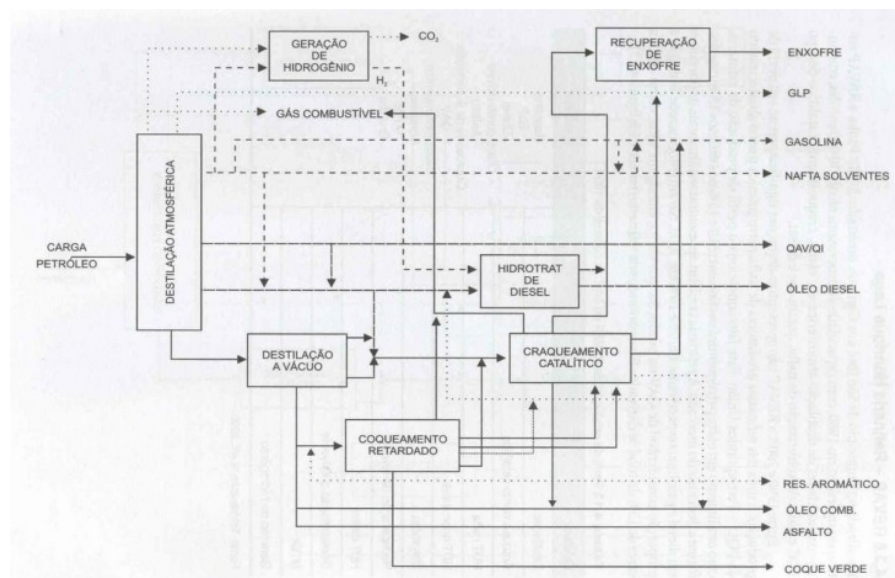 GERAÇÃO
DE
HIDROGÊNIO
CO₂
H₂
RECUPERAÇÃO
DE
ENXOFRE
ENXOFRE
GÁS COMBUSTÍVEL
GLP
GASOLINA
NAFTA SOLVENTES
DESTILAÇÃO ATMOSFÉRICA
CARGA
PETRÓLEO
QAV/QI
HIDROTRAT
DE
DIESEL
ÓLEO DIESEL
DESTILAÇÃO
A VÁCUO
CRAQUEAMENTO
CATALÍTICO
COQUEAMENTO
RETARDADO
RES. AROMÁTICO
ÓLEO COMB.
ASFALTO
COQUE VERDE